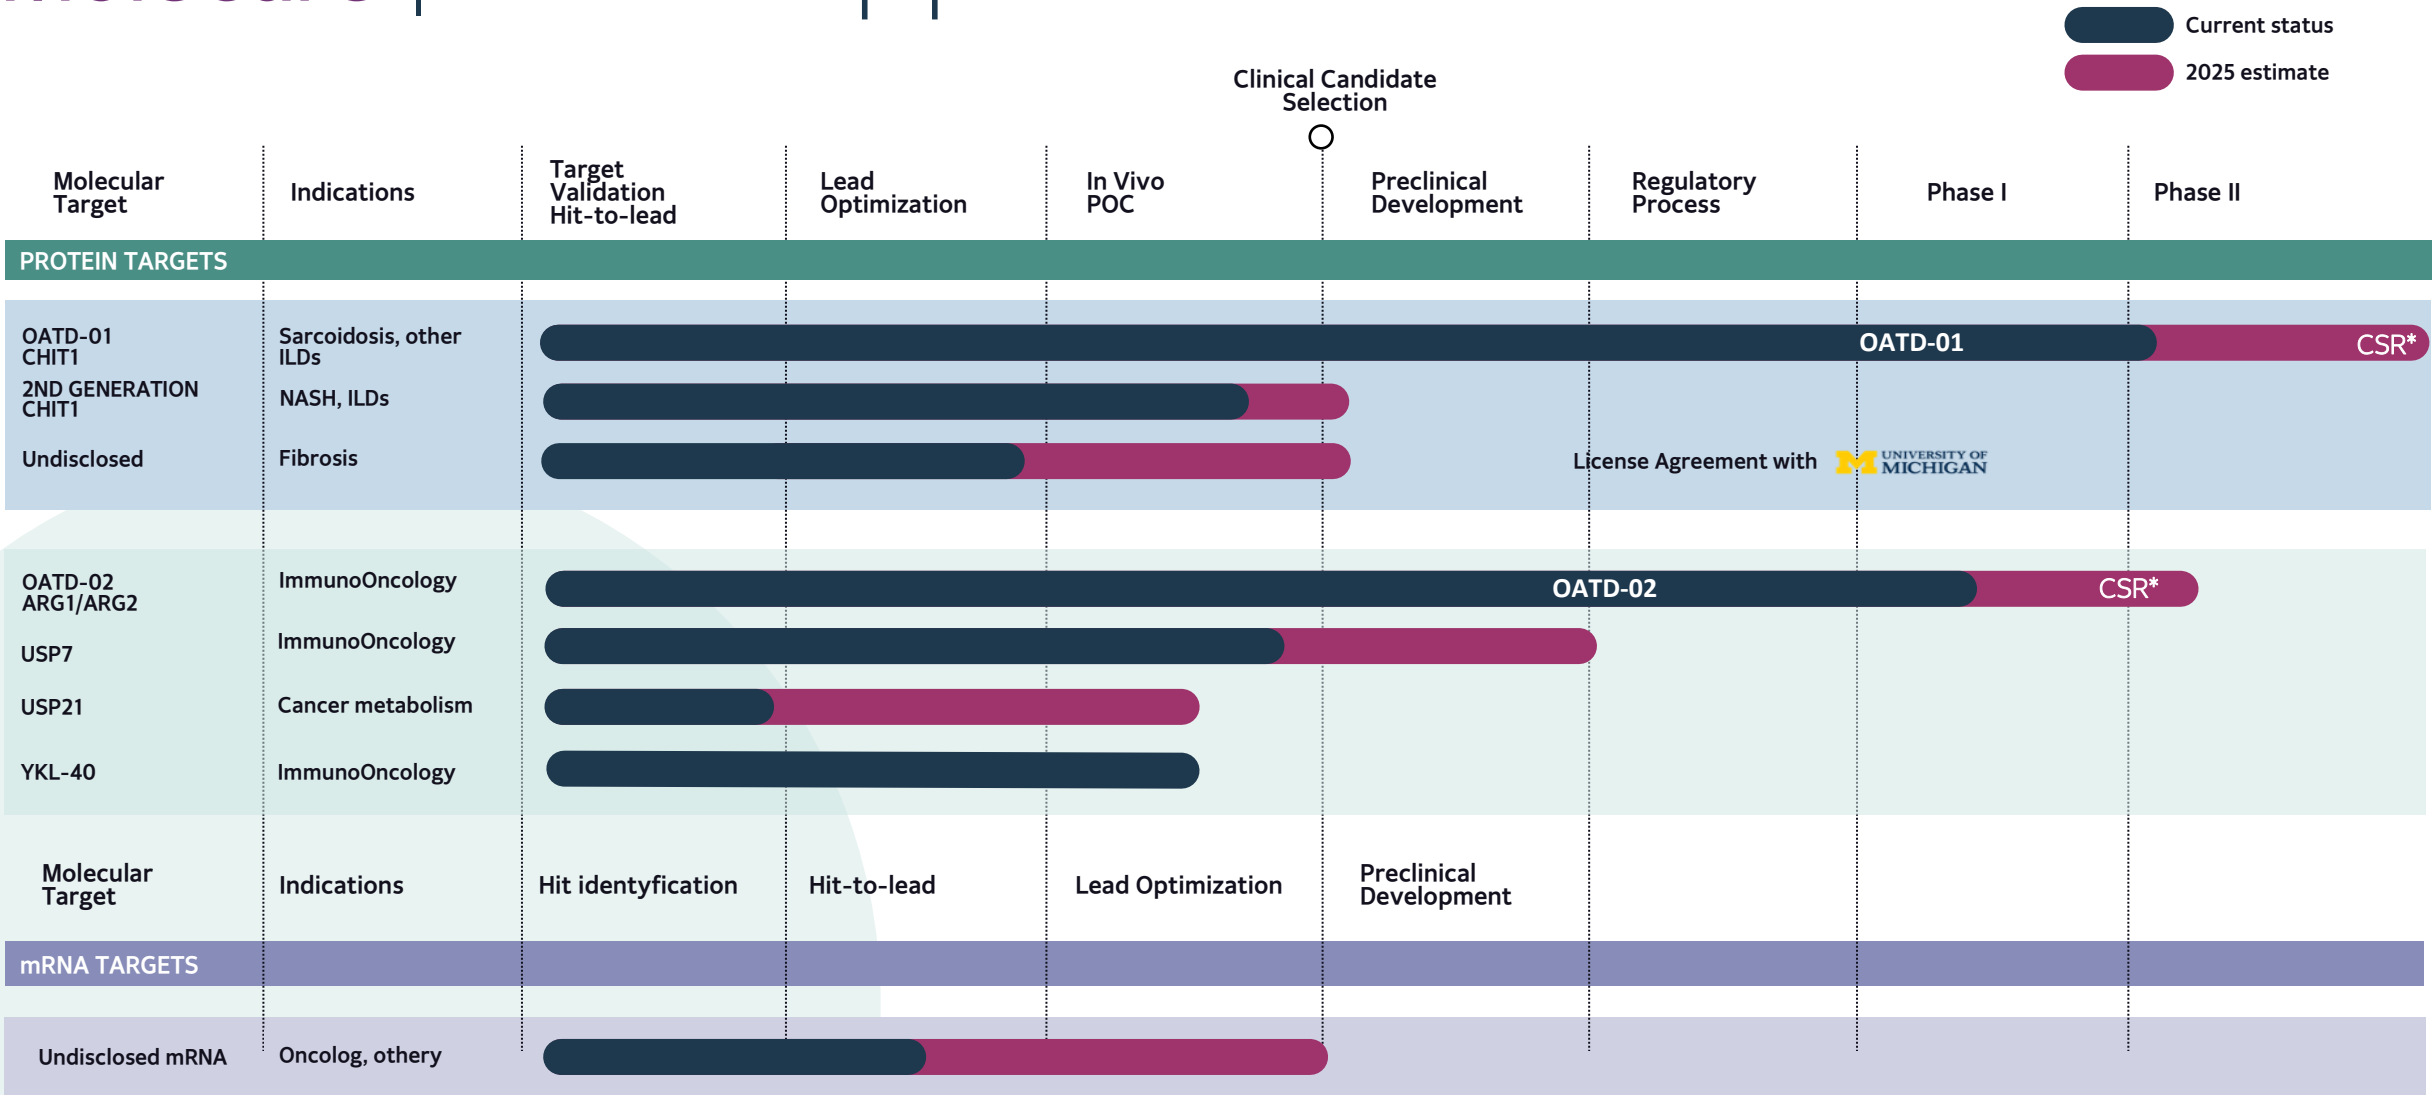 Current status
2025 estimate
Clinical Candidate
Selection
Molecular
Target
Indications
Target
Validation
Hit-to-lead
Lead
Optimization
In Vivo
POC
Preclinical
Development
Regulatory
Process
Phase I
Phase II
PROTEIN TARGETS
OATD-01
CHIT1
Sarcoidosis, other
ILDs
OATD-01
CSR*
2ND GENERATION
CHIT1
NASH, ILDs
Undisclosed
Fibrosis
License Agreement with
M UNIVERSITY OF
MICHIGAN
OATD-02
ARG1/ARG2
ImmunoOncology
OATD-02
CSR*
USP7
ImmunoOncology
USP21
Cancer metabolism
YKL-40
ImmunoOncology
Molecular
Target
Indications
Hit identyfication
Hit-to-lead
Lead Optimization
Preclinical
Development
mRNA TARGETS
Undisclosed mRNA
Oncolog, othery